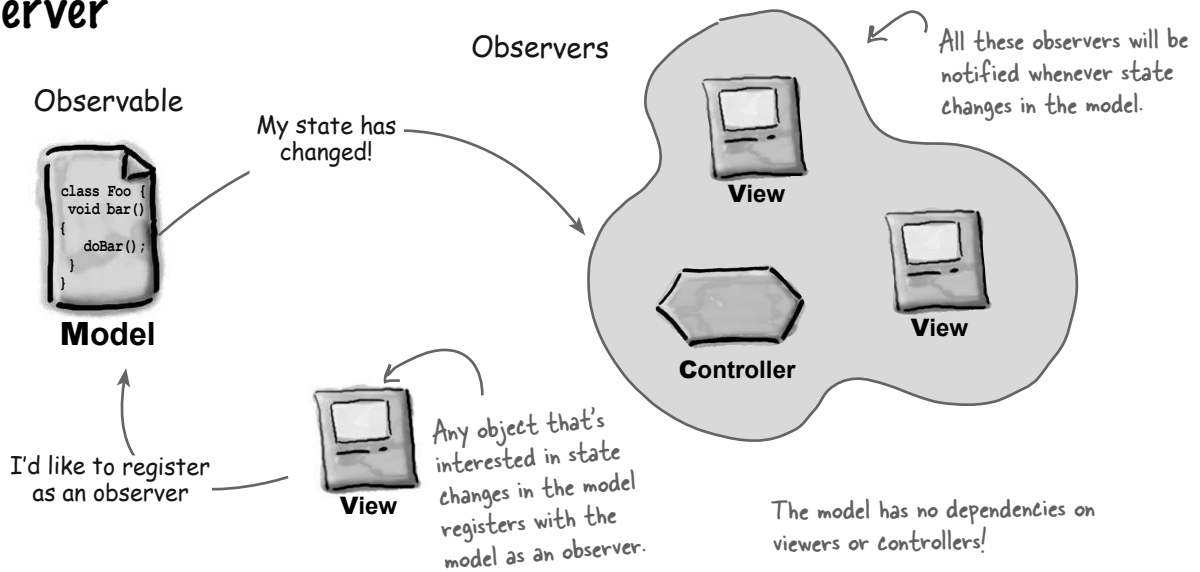 erver
Observers
All these observers will be
notified whenever state
changes in the model.
Observable
My state has
changed!
class Foo {
void bar()
{
doBar();
}
}
Model
View
View
Controller
I'd like to register
as an observer
View
Any object that's
interested in state
changes in the model
registers with the
model as an observer.
The model has no dependencies on
viewers or controllers!